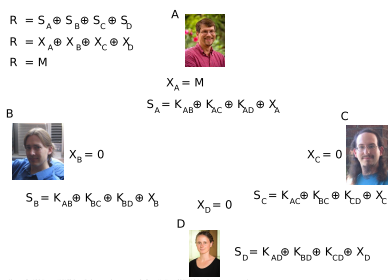 R = S_A ⊕ S_B ⊕ S_C ⊕ S_D
R = X_A ⊕ X_B ⊕ X_C ⊕ X_D
R = M
A
X_A = M
S_A = K_AB ⊕ K_AC ⊕ K_AD ⊕ X_A
B
X_B = 0
S_B = K_AB ⊕ K_BC ⊕ K_BD ⊕ X_B
C
X_C = 0
S_C = K_AC ⊕ K_BC ⊕ K_CD ⊕ X_C
X_D = 0
D
S_D = K_AD ⊕ K_BD ⊕ K_CD ⊕ X_D